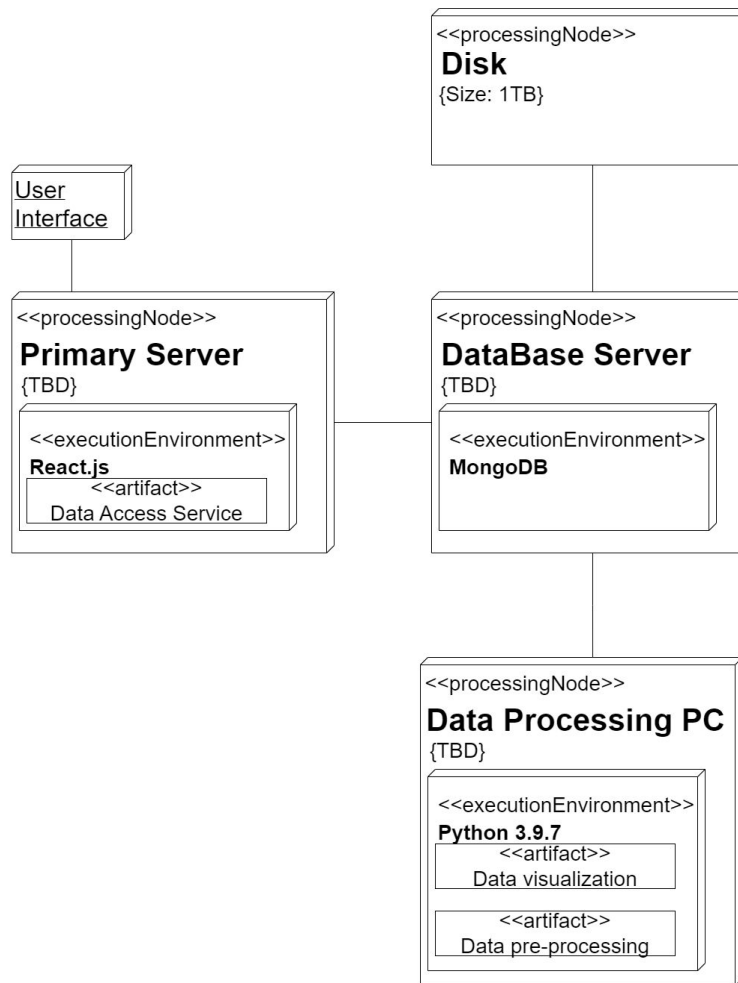 <<processingNode>>
Disk
{Size: 1TB}
User
Interface
<<processingNode>>
Primary Server
{TBD}
<<executionEnvironment>>
React.js
<<artifact>>
Data Access Service
<<processingNode>>
DataBase Server
{TBD}
<<executionEnvironment>>
MongoDB
<<processingNode>>
Data Processing PC
{TBD}
<<executionEnvironment>>
Python 3.9.7
<<artifact>>
Data visualization
<<artifact>>
Data pre-processing